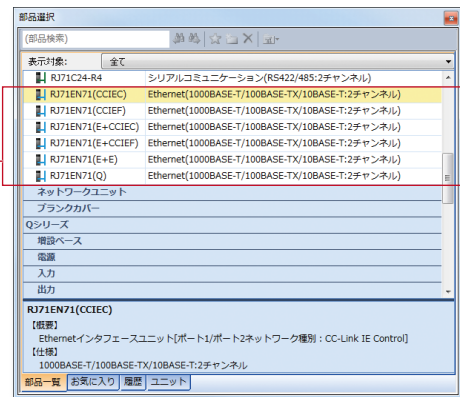 部品選択
(部品検索)
表示対象: 全て
RJ71C24-R4 シリアルコミュニケーション(RS422/485:2チャンネル)
RJ71EN71(CCIEC) Ethernet(1000BASE-T/100BASE-TX/10BASE-T:2チャンネル)
RJ71EN71(CCIEF) Ethernet(1000BASE-T/100BASE-TX/10BASE-T:2チャンネル)
RJ71EN71(E+CCIEC) Ethernet(1000BASE-T/100BASE-TX/10BASE-T:2チャンネル)
RJ71EN71(E+CCIEF) Ethernet(1000BASE-T/100BASE-TX/10BASE-T:2チャンネル)
RJ71EN71(E+E) Ethernet(1000BASE-T/100BASE-TX/10BASE-T:2チャンネル)
RJ71EN71(Q) Ethernet(1000BASE-T/100BASE-TX/10BASE-T:2チャンネル)
ネットワークユニット
ブランクカバー
Qシリーズ
増設ベース
電源
入力
出力
RJ71EN71(CCIEC)
【概要】
Ethernetインタフェースユニット[ポート1/ポート2ネットワーク種別:CC-Link IE Control]
【仕様】
1000BASE-T/100BASE-TX/10BASE-T:2チャンネル
部品一覧 お気に入り 履歴 ユニット